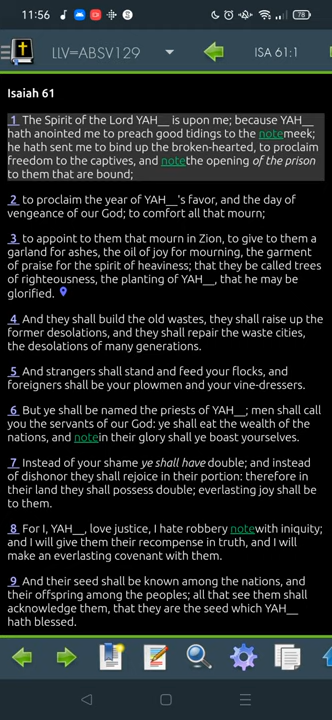 11:56
78
LLV=ABSV129
ISA 61:1
Isaiah 61
1 The Spirit of the Lord YAH__ is upon me; because YAH__
hath anointed me to preach good tidings to the notemeek;
he hath sent me to bind up the broken-hearted, to proclaim
freedom to the captives, and notethe opening of the prison
to them that are bound;
2 to proclaim the year of YAH__'s favor, and the day of
vengeance of our God; to comfort all that mourn;
3 to appoint to them that mourn in Zion, to give to them a
garland for ashes, the oil of joy for mourning, the garment
of praise for the spirit of heaviness; that they be called trees
of righteousness, the planting of YAH__, that he may be
glorified.
4 And they shall build the old wastes, they shall raise up the
former desolations, and they shall repair the waste cities,
the desolations of many generations.
5 And strangers shall stand and feed your flocks, and
foreigners shall be your plowmen and your vine-dressers.
6 But ye shall be named the priests of YAH__; men shall call
you the servants of our God: ye shall eat the wealth of the
nations, and notein their glory shall ye boast yourselves.
7 Instead of your shame ye shall have double; and instead
of dishonor they shall rejoice in their portion: therefore in
their land they shall possess double; everlasting joy shall be
to them.
8 For I, YAH__, love justice, I hate robbery notewith iniquity;
and I will give them their recompense in truth, and I will
make an everlasting covenant with them.
9 And their seed shall be known among the nations, and
their offspring among the peoples; all that see them shall
acknowledge them, that they are the seed which YAH__
hath blessed.